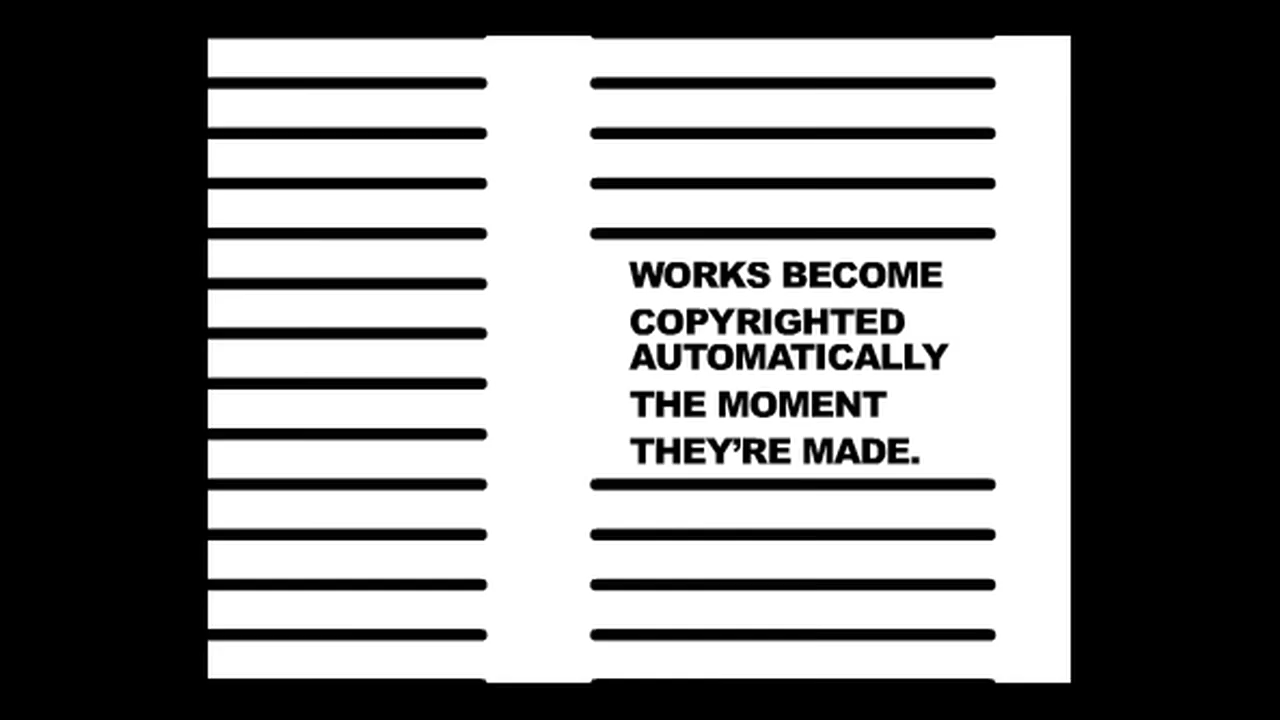 WORKS BECOME
COPYRIGHTED
AUTOMATICALLY
THE MOMENT
THEY’RE MADE.